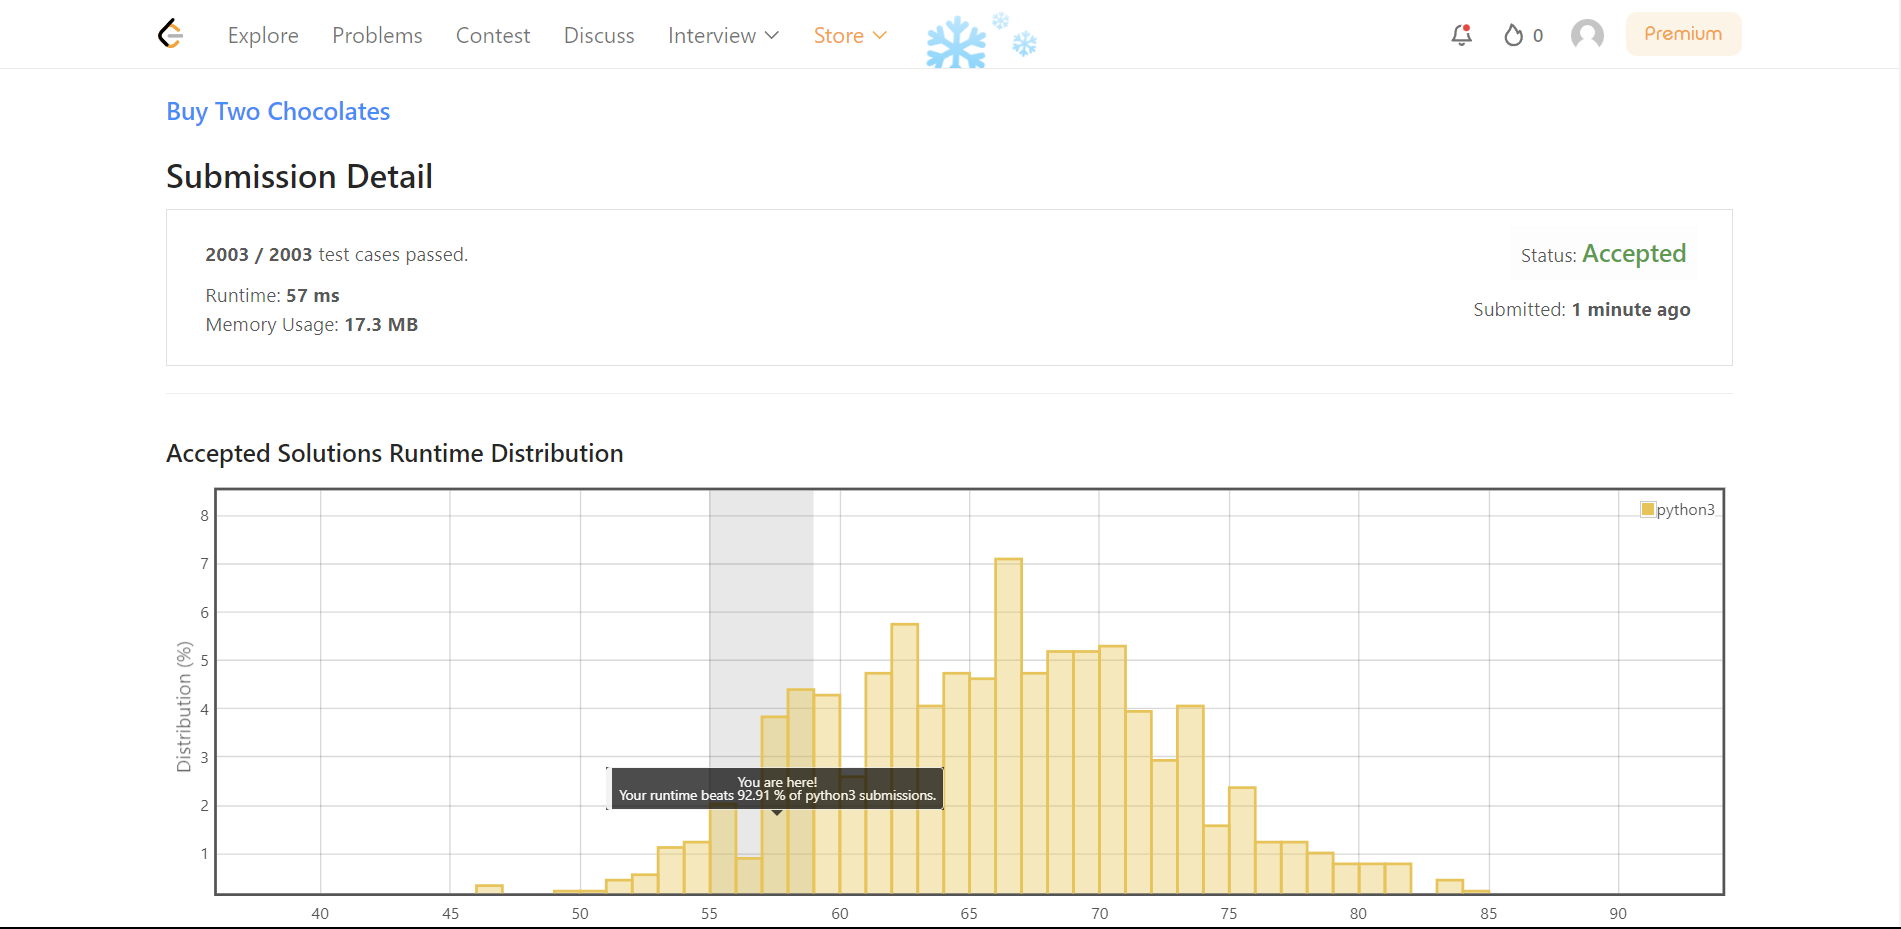 Explore Problems Contest Discuss Interview Store 0 Premium
Buy Two Chocolates
Submission Detail
2003 / 2003 test cases passed.
Status: Accepted
Runtime: 57 ms
Submitted: 1 minute ago
Memory Usage: 17.3 MB
Accepted Solutions Runtime Distribution
python3
8
7
6
5
4
3
2
1
Distribution (%)
You are here!
Your runtime beats 92.91 % of python3 submissions.
40 45 50 55 60 65 70 75 80 85 90